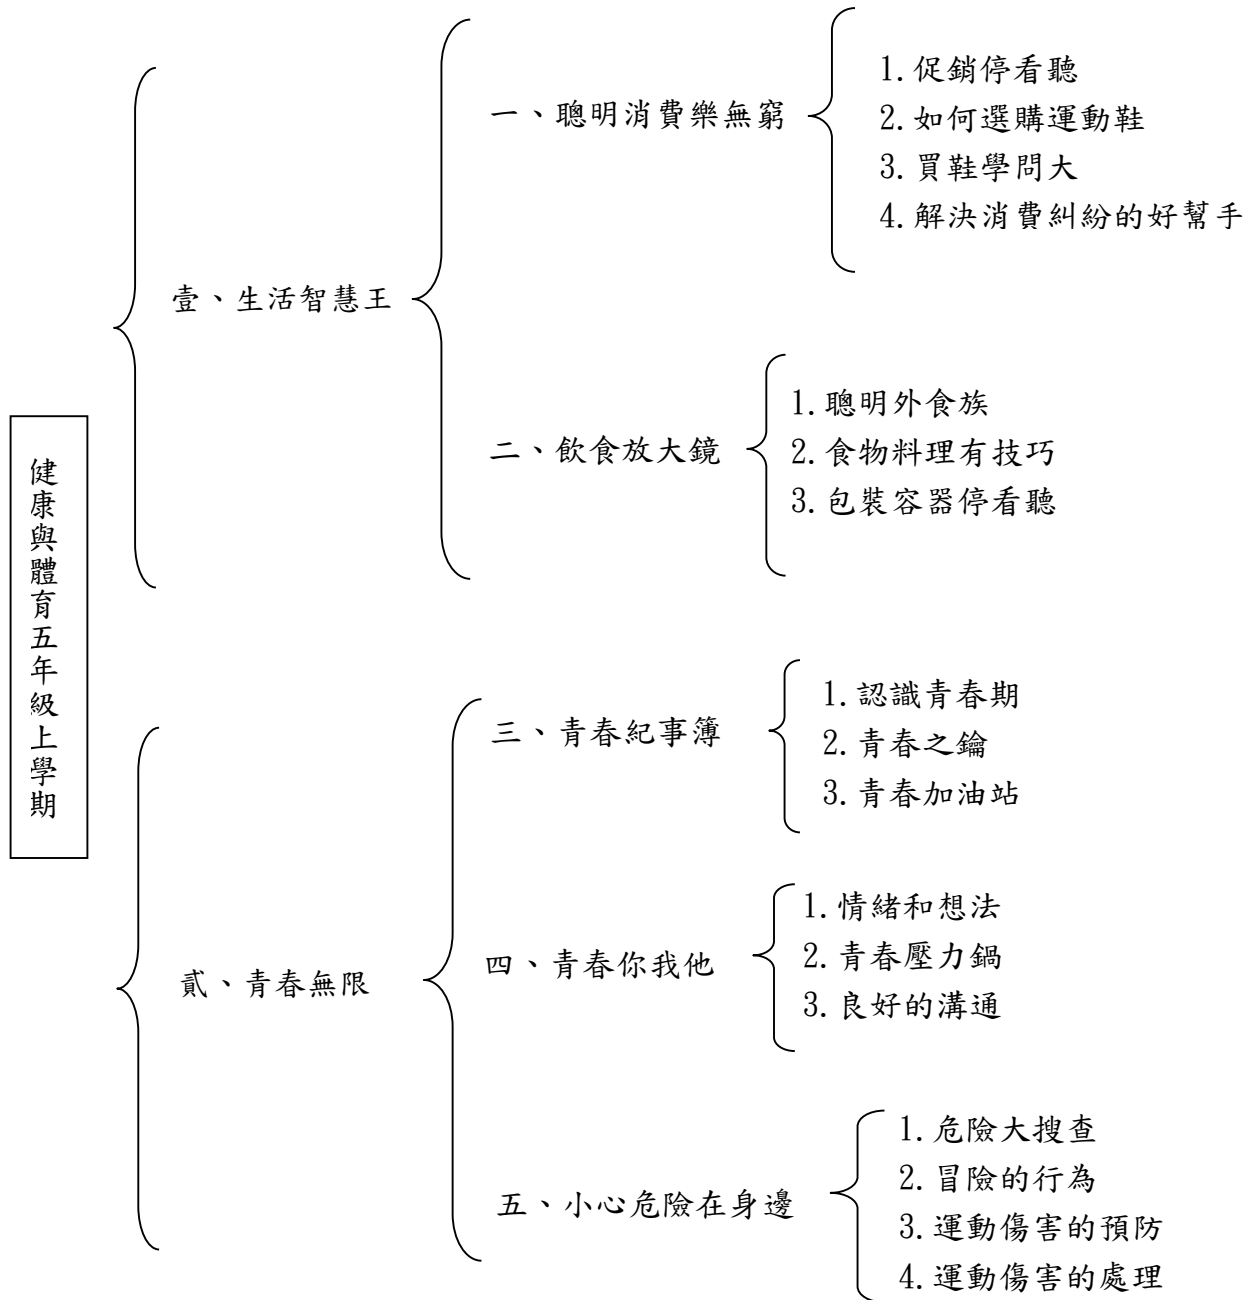 健康與體育五年級上學期
壹、生活智慧王
一、聰明消費樂無窮
1.促銷停看聽
2.如何選購運動鞋
3.買鞋學問大
4.解決消費糾紛的好幫手
二、飲食放大鏡
1.聰明外食族
2.食物料理有技巧
3.包裝容器停看聽
貳、青春無限
三、青春紀事簿
1.認識青春期
2.青春之鑰
3.青春加油站
四、青春你我他
1.情緒和想法
2.青春壓力鍋
3.良好的溝通
五、小心危險在身邊
1.危險大搜查
2.冒險的行為
3.運動傷害的預防
4.運動傷害的處理